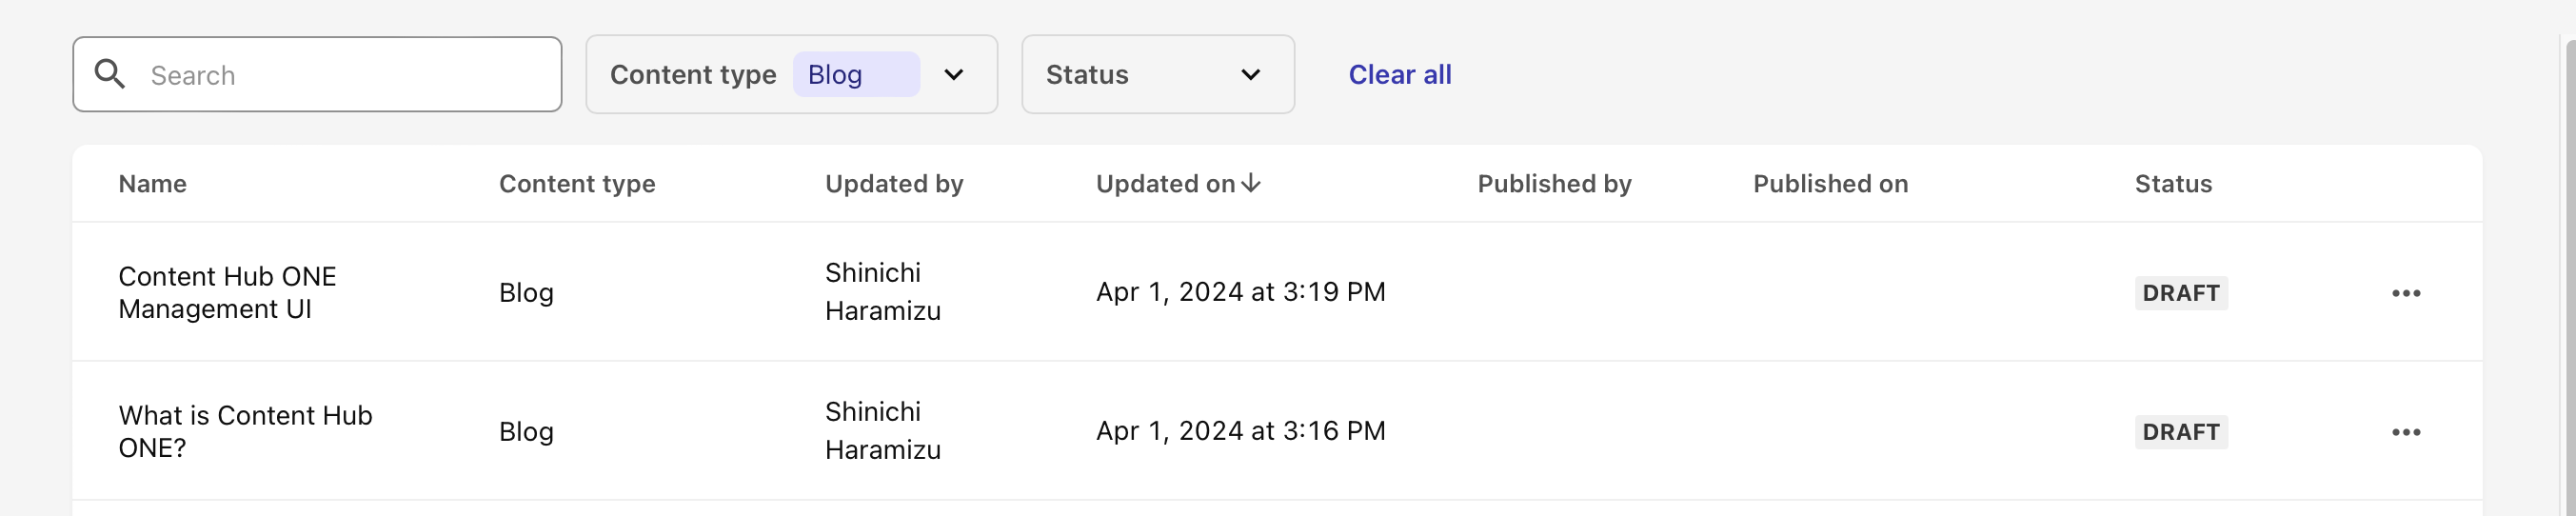 Search
Content type Blog
Status
Clear all
Name Content type Updated by Updated on Published by Published on Status
Content Hub ONE
Management UI
Blog
Shinichi
Haramizu
Apr 1, 2024 at 3:19 PM
DRAFT
What is Content Hub
ONE?
Blog
Shinichi
Haramizu
Apr 1, 2024 at 3:16 PM
DRAFT